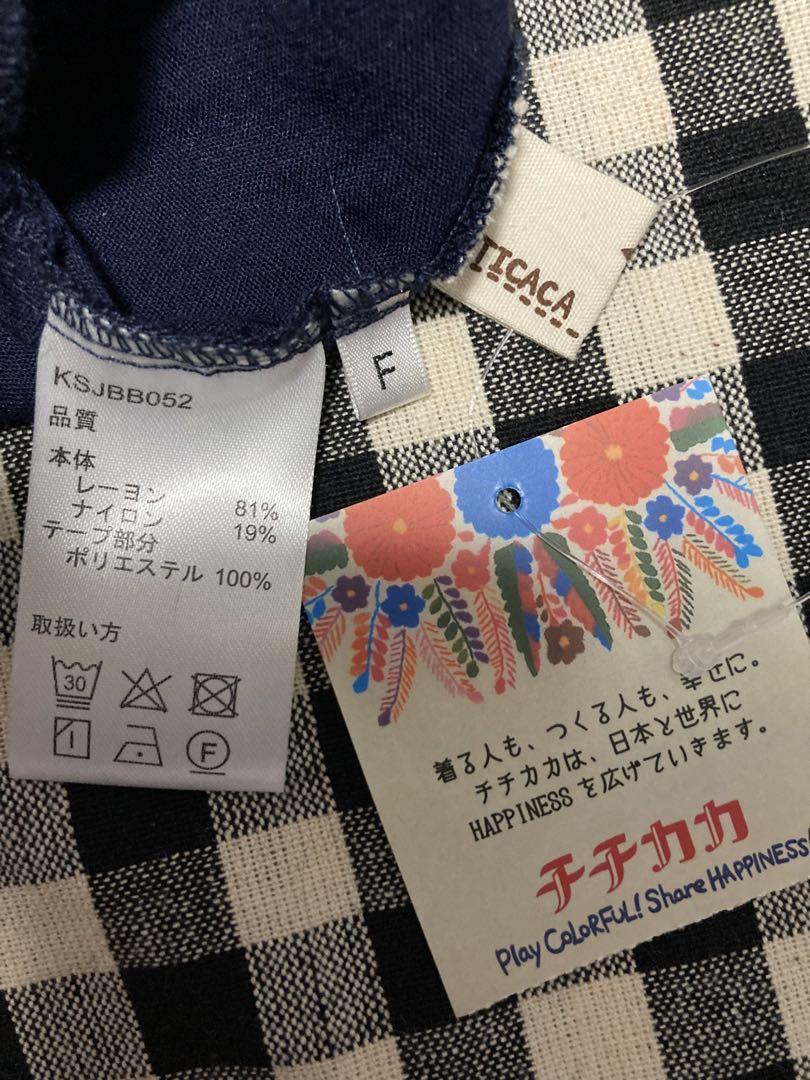 TICACA
F
KSJBB052
品質
本体
レーヨン 81%
ナイロン 19%
テープ部分
ポリエステル 100%
取扱い方
30
F
着る人も、つくる人も、幸せに。
チチカカは、日本と世界に
HAPPINESS を広げていきます。
チチカカ
Play COLORFUL! Share HAPPINESS!